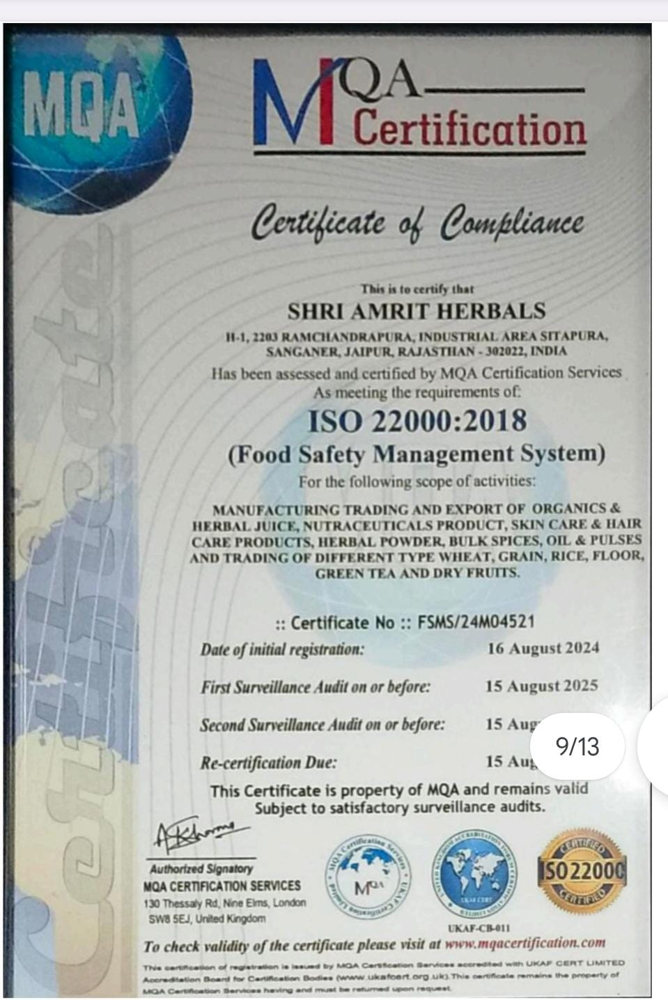 MQA
MQA
Certification
Certificate of Compliance
This is to certify that
SHRI AMRIT HERBALS
H-1, 2203 RAMCHANDRAPURA, INDUSTRIAL AREA SITAPURA,
SANGANER, JAIPUR, RAJASTHAN - 302022, INDIA
Has been assessed and certified by MQA Certification Services
As meeting the requirements of:
ISO 22000:2018
(Food Safety Management System)
For the following scope of activities:
MANUFACTURING TRADING AND EXPORT OF ORGANICS &
HERBAL JUICE, NUTRACEUTICALS PRODUCT, SKIN CARE & HAIR
CARE PRODUCTS, HERBAL POWDER, BULK SPICES, OIL & PULSES
AND TRADING OF DIFFERENT TYPE WHEAT, GRAIN, RICE, FLOOR,
GREEN TEA AND DRY FRUITS.
:: Certificate No :: FSMS/24M04521
Date of initial registration: 16 August 2024
First Surveillance Audit on or before: 15 August 2025
Second Surveillance Audit on or before: 15 Aug
9/13
Re-certification Due: 15 Aug
This Certificate is property of MQA and remains valid
Subject to satisfactory surveillance audits.
Authorized Signatory
MQA CERTIFICATION SERVICES
130 Thessaly Rd, Nine Elms, London
SW8 5EJ, United Kingdom
MQA
UKAF CERT
CERTIFIED
ISO 22000
CERTIFIED
UKAF-CB-011
To check validity of the certificate please visit at www.mqacertification.com
This certification of registration is issued by MQA Certification Services accredited with UKAF CERT LIMITED
Accreditation Board for Certification Bodies (www.ukafcert.org.uk).This certificate remains the property of
MQA Certification Services having and must be returned upon request.
Certificate